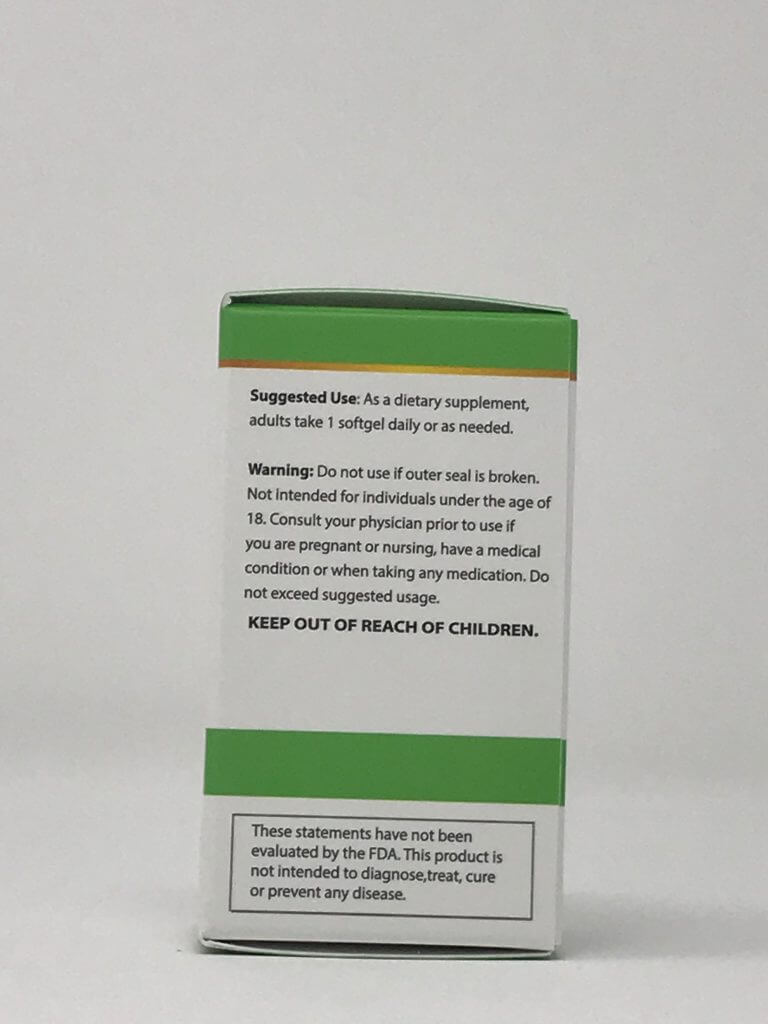 Suggested Use: As a dietary supplement,
adults take 1 softgel daily or as needed.
Warning: Do not use if outer seal is broken.
Not intended for individuals under the age of
18. Consult your physician prior to use if
you are pregnant or nursing, have a medical
condition or when taking any medication. Do
not exceed suggested usage.
KEEP OUT OF REACH OF CHILDREN.
These statements have not been
evaluated by the FDA. This product is
not intended to diagnose,treat, cure
or prevent any disease.